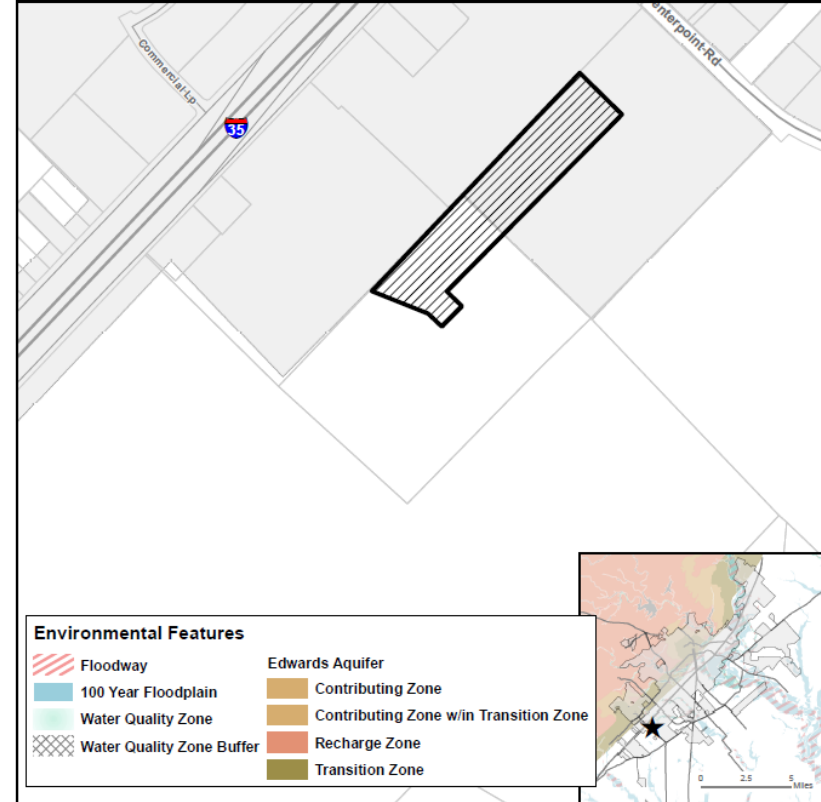 Commercial-Lp
35
enterpoint-Rd
Environmental Features
Floodway
100 Year Floodplain
Water Quality Zone
Water Quality Zone Buffer
Edwards Aquifer
Contributing Zone
Contributing Zone w/in Transition Zone
Recharge Zone
Transition Zone
0 2.5 5
Miles